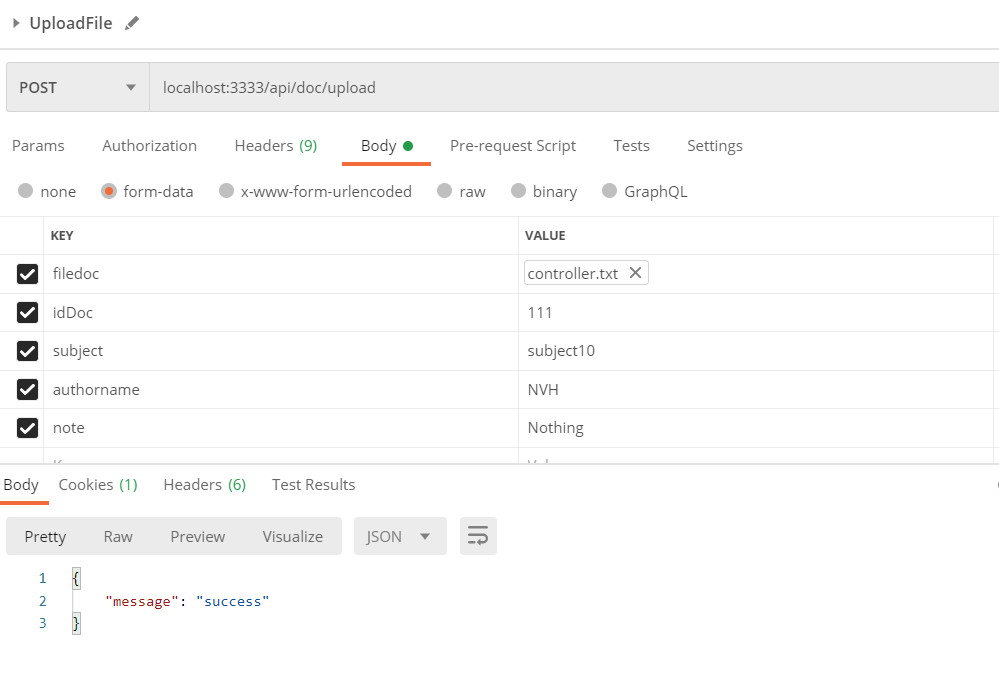 UploadFile
POST localhost:3333/api/doc/upload
Params Authorization Headers (9) Body Pre-request Script Tests Settings
none form-data x-www-form-urlencoded raw binary GraphQL
KEY VALUE
filedoc controller.txt
idDoc 111
subject subject10
authorname NVH
note Nothing
Body Cookies (1) Headers (6) Test Results
Pretty Raw Preview Visualize JSON
1 {
2 "message": "success"
3 }